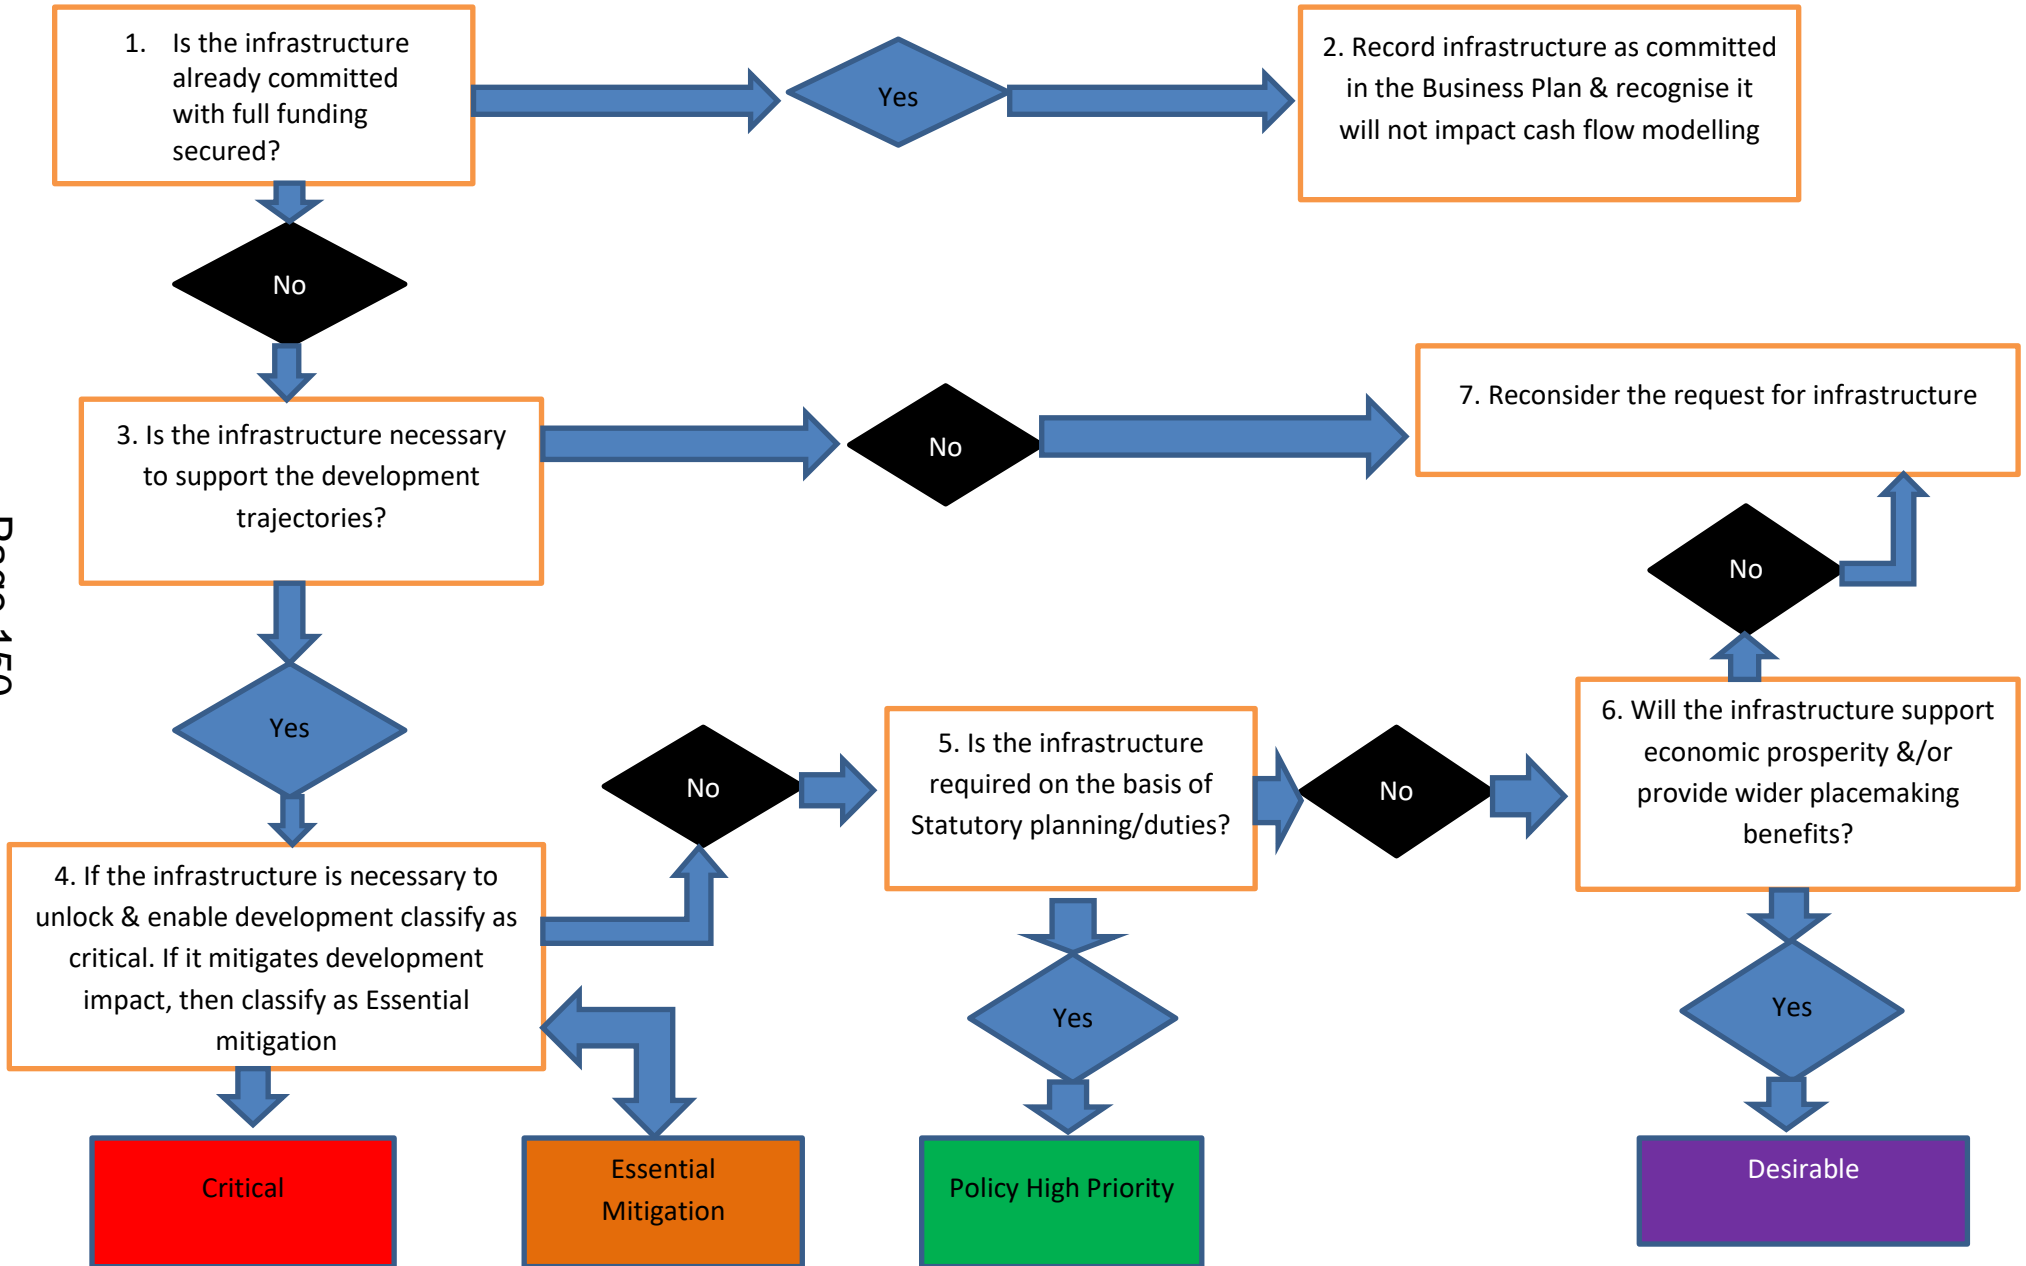 1. Is the infrastructure
already committed
with full funding
secured?
Yes
2. Record infrastructure as committed
in the Business Plan & recognise it
will not impact cash flow modelling
No
3. Is the infrastructure necessary
to support the development
trajectories?
No
7. Reconsider the request for infrastructure
No
Yes
No
5. Is the infrastructure
required on the basis of
Statutory planning/duties?
No
6. Will the infrastructure support
economic prosperity &/or
provide wider placemaking
benefits?
4. If the infrastructure is necessary to
unlock & enable development classify as
critical. If it mitigates development
impact, then classify as Essential
mitigation
Yes
Yes
Critical
Essential
Mitigation
Policy High Priority
Desirable
Page 150